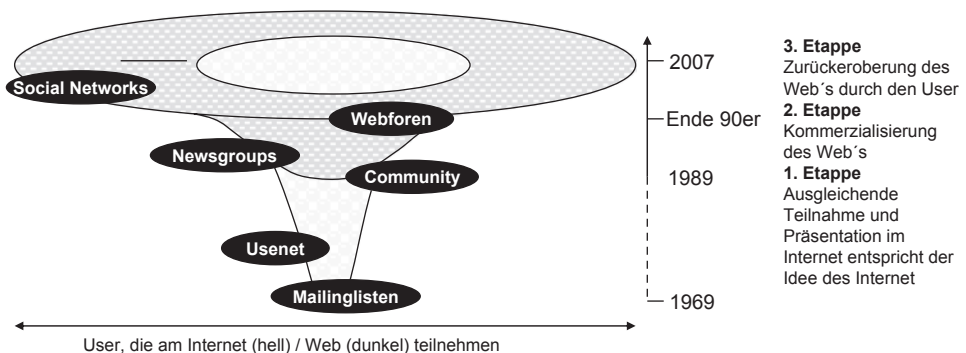 Social Networks
Webforen
Newsgroups
Community
Usenet
Mailinglisten
2007
Ende 90er
1989
1969
3. Etappe
Zurückeroberung des
Web´s durch den User
2. Etappe
Kommerzialisierung
des Web´s
1. Etappe
Ausgleichende
Teilnahme und
Präsentation im
Internet entspricht der
Idee des Internet
User, die am Internet (hell) / Web (dunkel) teilnehmen